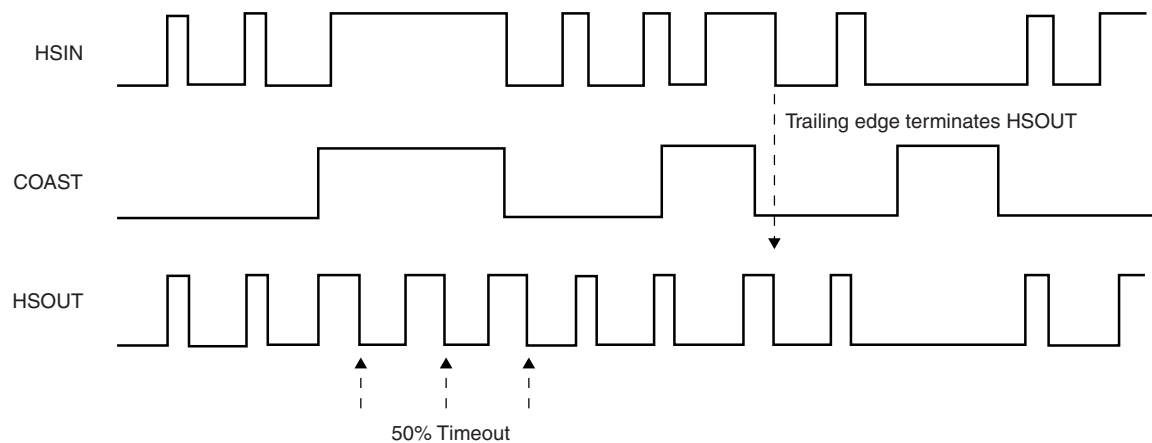 HSIN
Trailing edge terminates HSOUT
COAST
HSOUT
50% Timeout